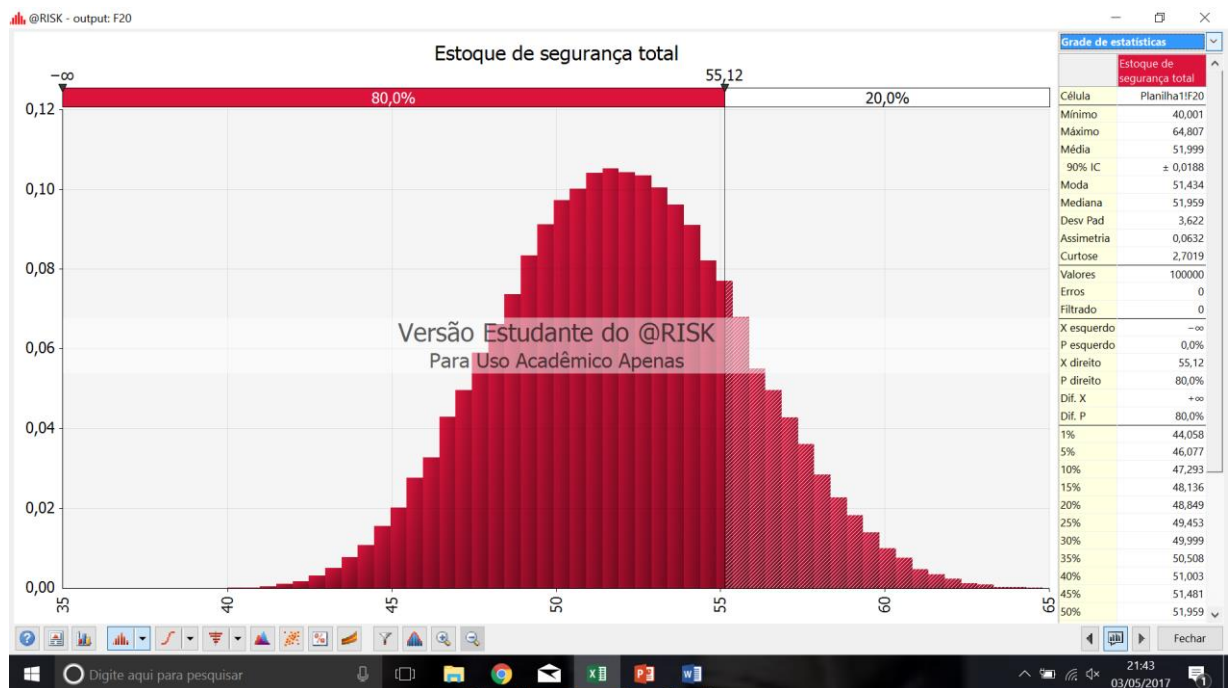 @RISK - output: F20
Estoque de segurança total
−∞
55,12
80,0%
20,0%
0,12
0,10
0,08
0,06
0,04
0,02
0,00
35
40
45
50
55
60
65
Versão Estudante do @RISK
Para Uso Acadêmico Apenas
Grade de estatísticas
Estoque de
segurança total
Célula Planilha1!F20
Mínimo 40,001
Máximo 64,807
Média 51,999
90% IC ± 0,0188
Moda 51,434
Mediana 51,959
Desv Pad 3,622
Assimetria 0,0632
Curtose 2,7019
Valores 100000
Erros 0
Filtrado 0
X esquerdo −∞
P esquerdo 0,0%
X direito 55,12
P direito 80,0%
Dif. X +∞
Dif. P 80,0%
1% 44,058
5% 46,077
10% 47,293
15% 48,136
20% 48,849
25% 49,453
30% 49,999
35% 50,508
40% 51,003
45% 51,481
50% 51,959
Fechar
Digite aqui para pesquisar
21:43
03/05/2017